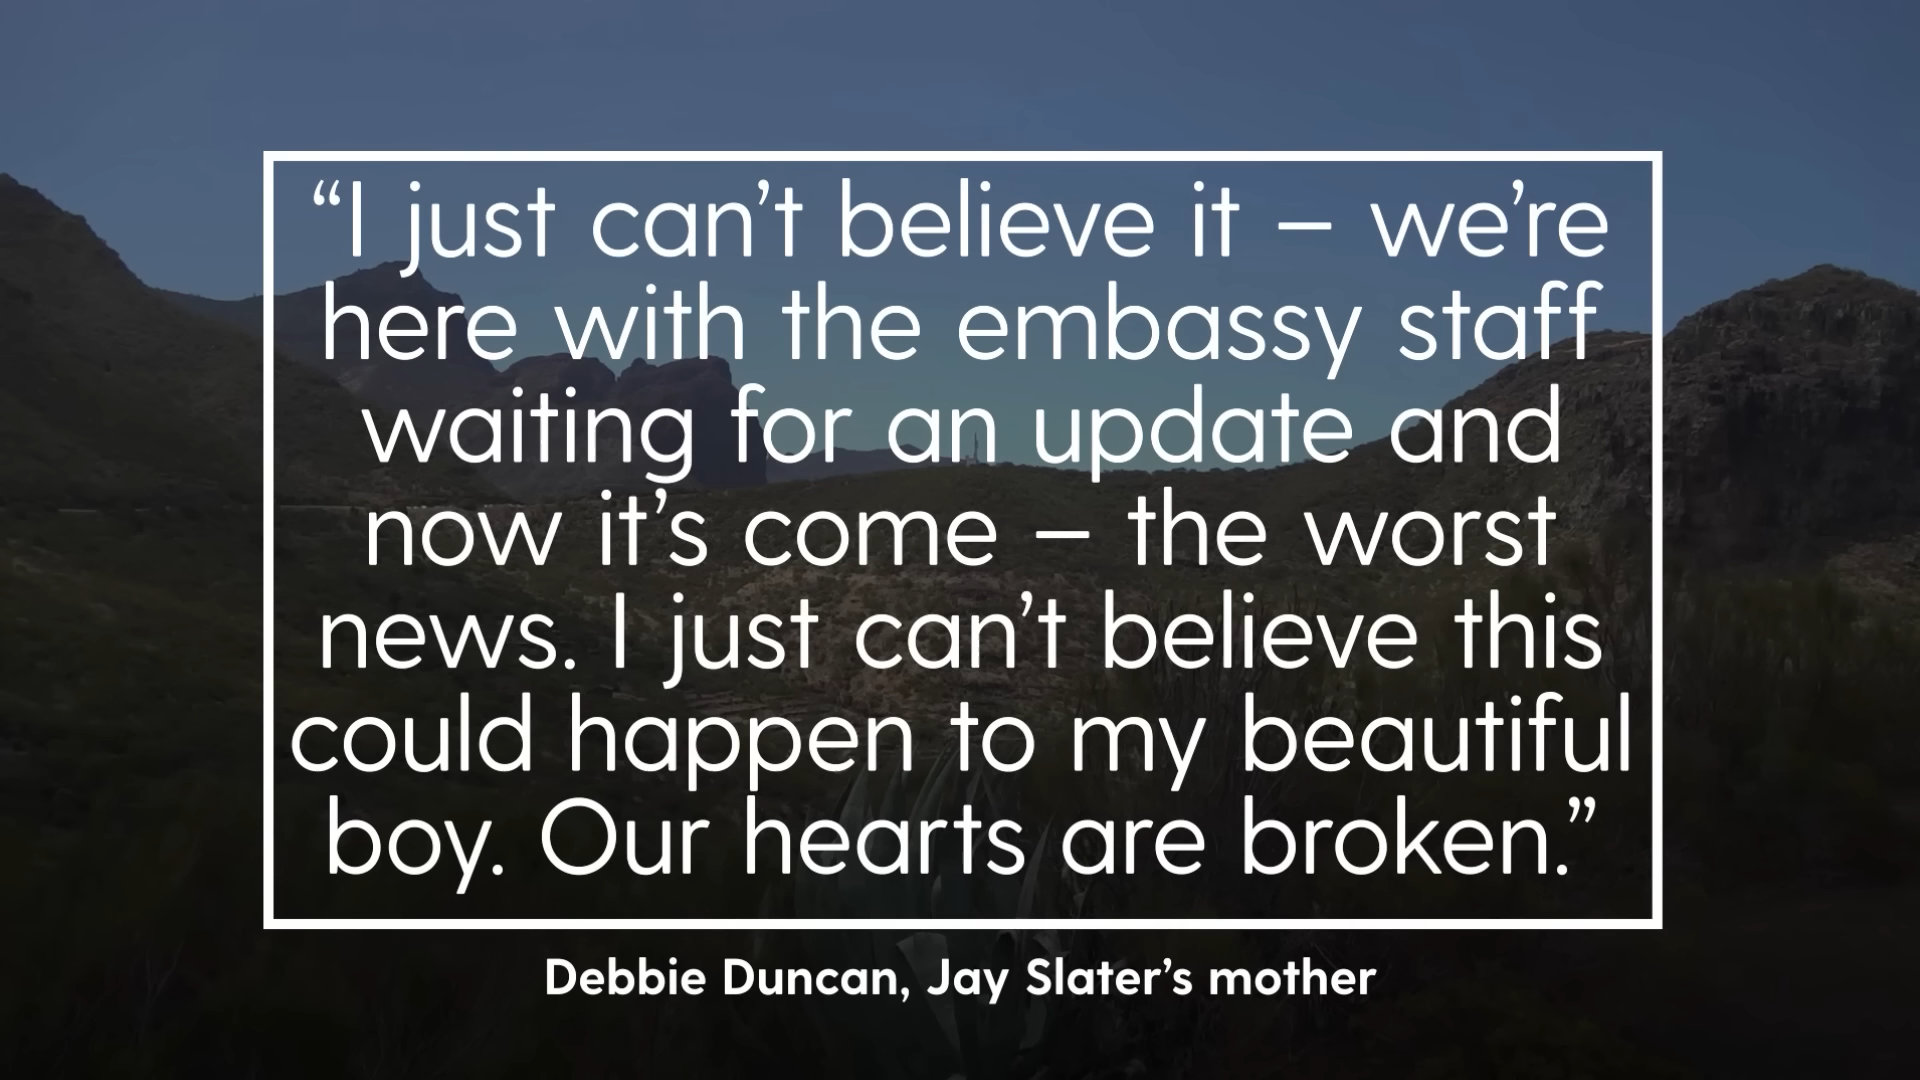 “I just can’t believe it – we’re
here with the embassy staff
waiting for an update and
now it’s come – the worst
news. I just can’t believe this
could happen to my beautiful
boy. Our hearts are broken.”
Debbie Duncan, Jay Slater’s mother